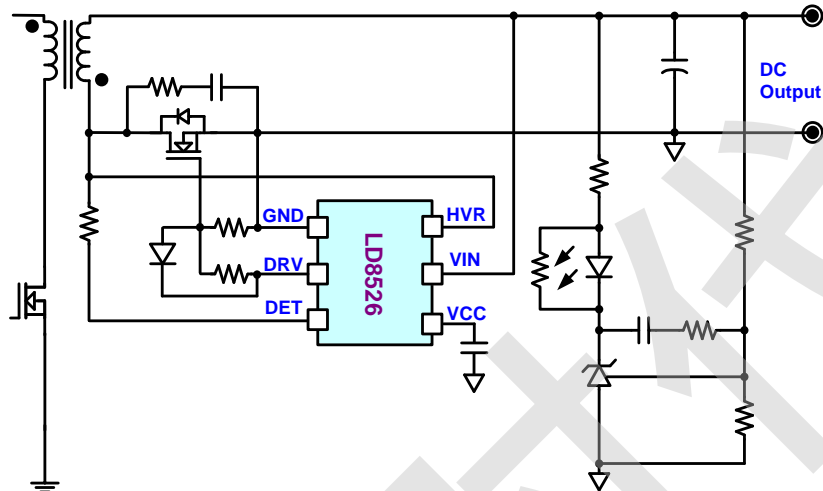 DC
Output
GND
HVR
DRV
VIN
DET
VCC
LD8526